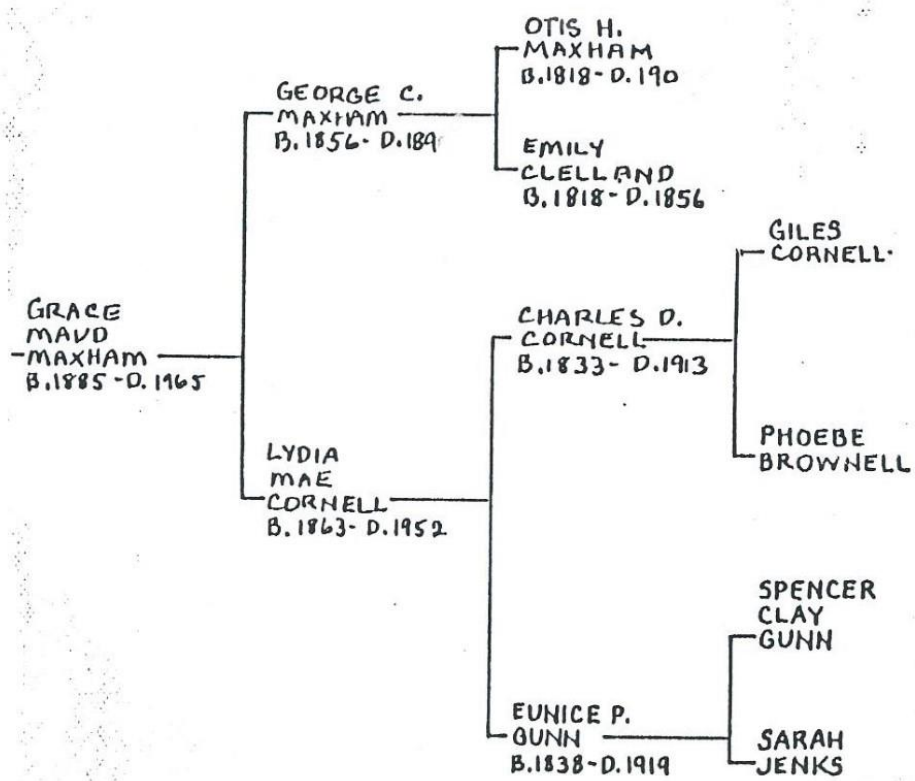 OTIS H.
MAXHAM
B.1818 - D.190
GEORGE C.
MAXHAM
B.1856 - D.189
EMILY
CLELLAND
B.1818 - D.1856
GILES
CORNELL
GRACE
MAUD
MAXHAM
B.1885 - D.1965
CHARLES D.
CORNELL
B.1833 - D.1913
LYDIA
MAE
CORNELL
B.1863 - D.1952
PHOEBE
BROWNELL
SPENCER
CLAY
GUNN
EUNICE P.
GUNN
B.1838 - D.1919
SARAH
JENKS